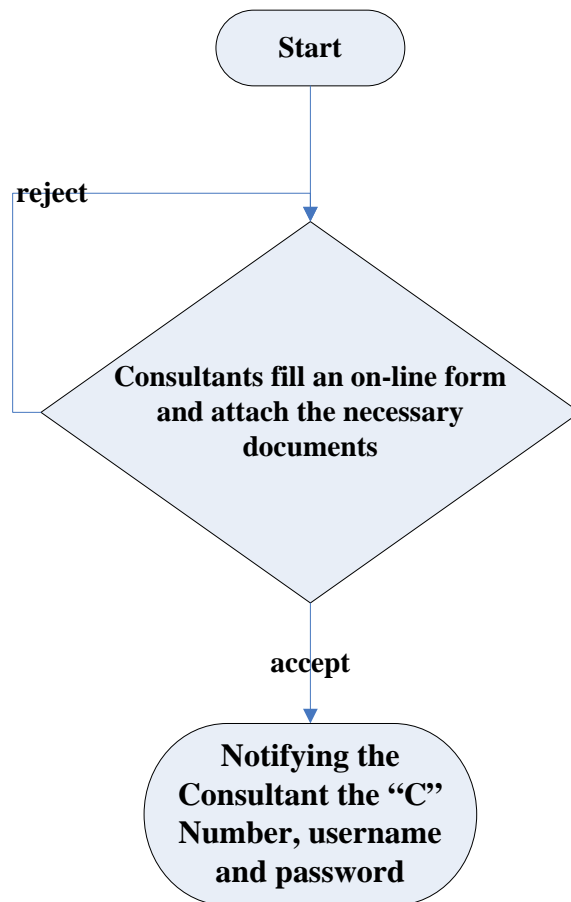 Start
reject
Consultants fill an on-line form
and attach the necessary
documents
accept
Notifying the
Consultant the “C”
Number, username
and password